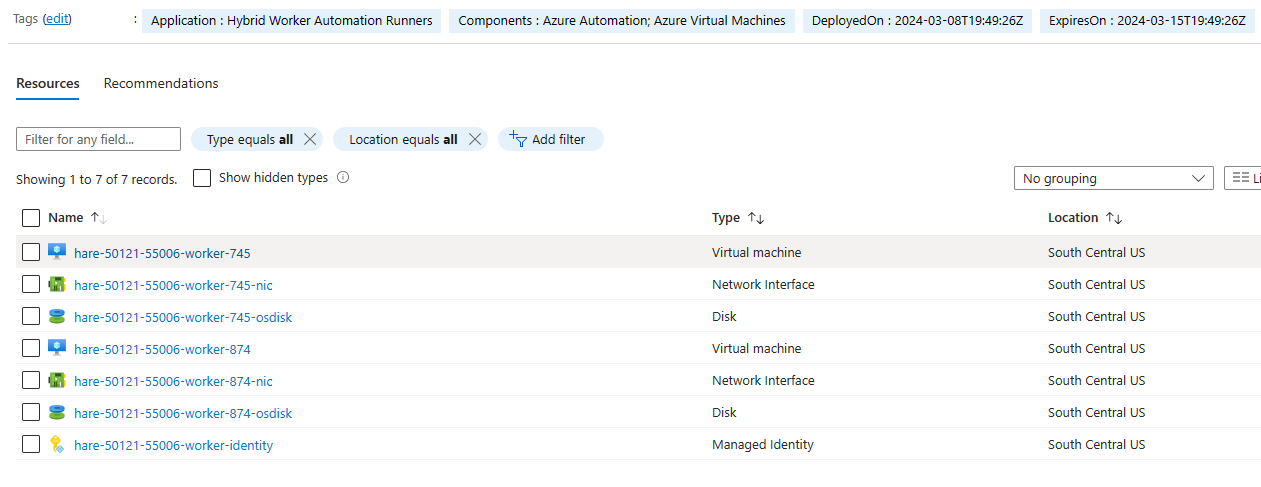 Tags (edit) : Application : Hybrid Worker Automation Runners Components : Azure Automation; Azure Virtual Machines DeployedOn : 2024-03-08T19:49:26Z ExpiresOn : 2024-03-15T19:49:26Z
Resources Recommendations
Filter for any field... Type equals all Location equals all Add filter
Showing 1 to 7 of 7 records. Show hidden types No grouping Li
Name Type Location
hare-50121-55006-worker-745 Virtual machine South Central US
hare-50121-55006-worker-745-nic Network Interface South Central US
hare-50121-55006-worker-745-osdisk Disk South Central US
hare-50121-55006-worker-874 Virtual machine South Central US
hare-50121-55006-worker-874-nic Network Interface South Central US
hare-50121-55006-worker-874-osdisk Disk South Central US
hare-50121-55006-worker-identity Managed Identity South Central US